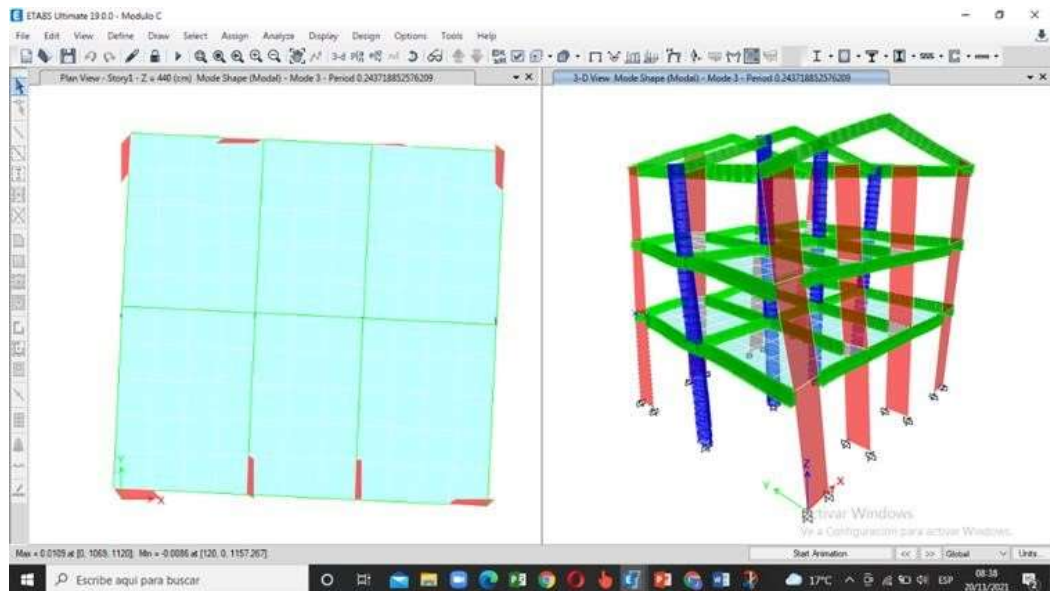 ETABS Ultimate 19.0.0 - Modulo C
File Edit View Define Draw Select Assign Analyze Display Design Options Tools Help
Plan View - Story1 - Z = 440 (cm) Mode Shape (Modal) - Mode 3 - Period 0.243718852576209
3-D View Mode Shape (Modal) - Mode 3 - Period 0.243718852576209
Y
X
Z
Y
X
Activar Windows
Ve a Configuración para activar Windows.
Max = 0.0109 at [0, 1069, 1120]; Min = -0.0086 at [120, 0, 1157.267]
Start Animation << >> Global Units...
Escribe aquí para buscar
17°C ESP
08:38
20/11/2021